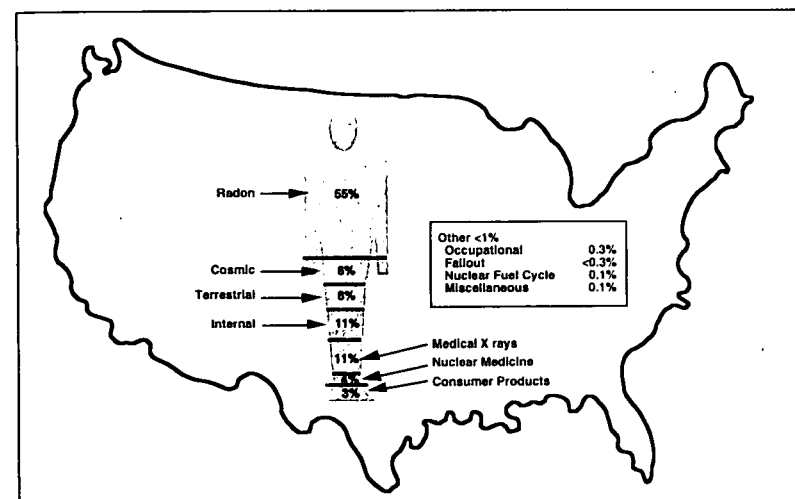 Radon 55%
Other <1%
Occupational 0.3%
Fallout <0.3%
Nuclear Fuel Cycle 0.1%
Miscellaneous 0.1%
Cosmic 8%
Terrestrial 8%
Internal 11%
11% Medical X rays
4% Nuclear Medicine
3% Consumer Products